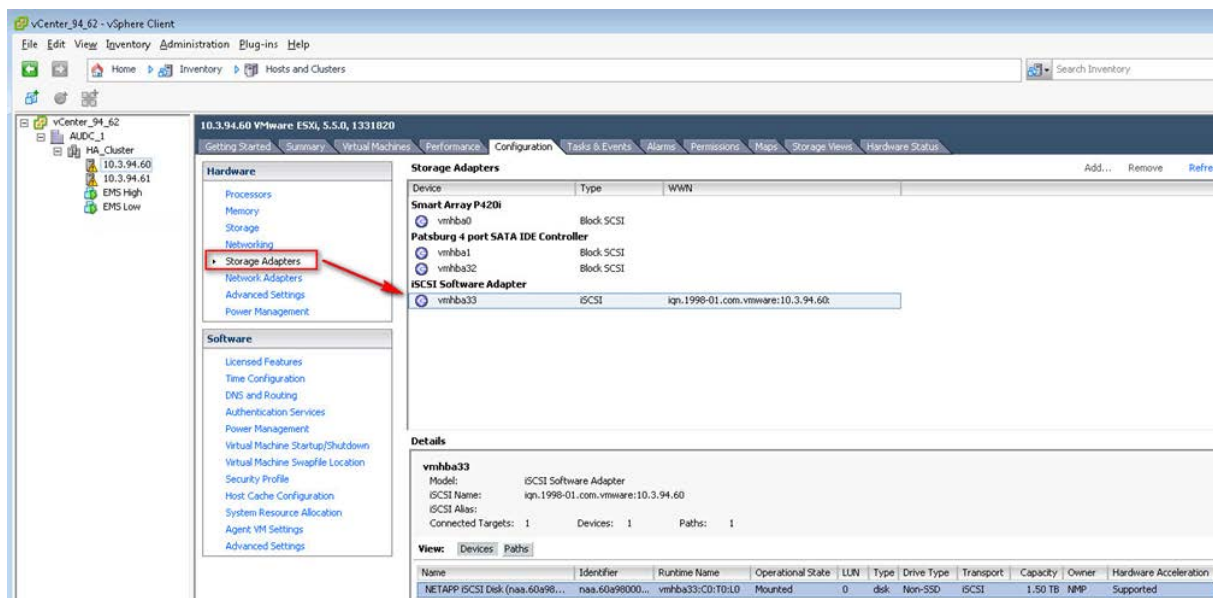 vCenter_94_62 - vSphere Client
File Edit View Inventory Administration Plug-ins Help
Home Inventory Hosts and Clusters
Search Inventory
vCenter_94_62
AUDC_1
HA_Cluster
10.3.94.60
10.3.94.61
EMS High
EMS Low
10.3.94.60 VMware ESXi, 5.5.0, 1331820
Getting Started Summary Virtual Machines Performance Configuration Tasks & Events Alarms Permissions Maps Storage Views Hardware Status
Hardware
Processors
Memory
Storage
Networking
Storage Adapters
Network Adapters
Advanced Settings
Power Management
Software
Licensed Features
Time Configuration
DNS and Routing
Authentication Services
Power Management
Virtual Machine Startup/Shutdown
Virtual Machine Swapfile Location
Security Profile
Host Cache Configuration
System Resource Allocation
Agent VM Settings
Advanced Settings
Storage Adapters
Add... Remove Refre
Device Type WWN
Smart Array P420i
vmhba0 Block SCSI
Patsburg 4 port SATA IDE Controller
vmhba1 Block SCSI
vmhba32 Block SCSI
iSCSI Software Adapter
vmhba33 iSCSI iqn.1998-01.com.vmware:10.3.94.60:
Details
vmhba33
Model: iSCSI Software Adapter
iSCSI Name: iqn.1998-01.com.vmware:10.3.94.60
iSCSI Alias:
Connected Targets: 1 Devices: 1 Paths: 1
View: Devices Paths
Name Identifier Runtime Name Operational State LUN Type Drive Type Transport Capacity Owner Hardware Acceleration
NETAPP iSCSI Disk (naa.60a98... naa.60a98000... vmhba33:C0:T0:L0 Mounted 0 disk Non-SSD iSCSI 1.50 TB NMP Supported